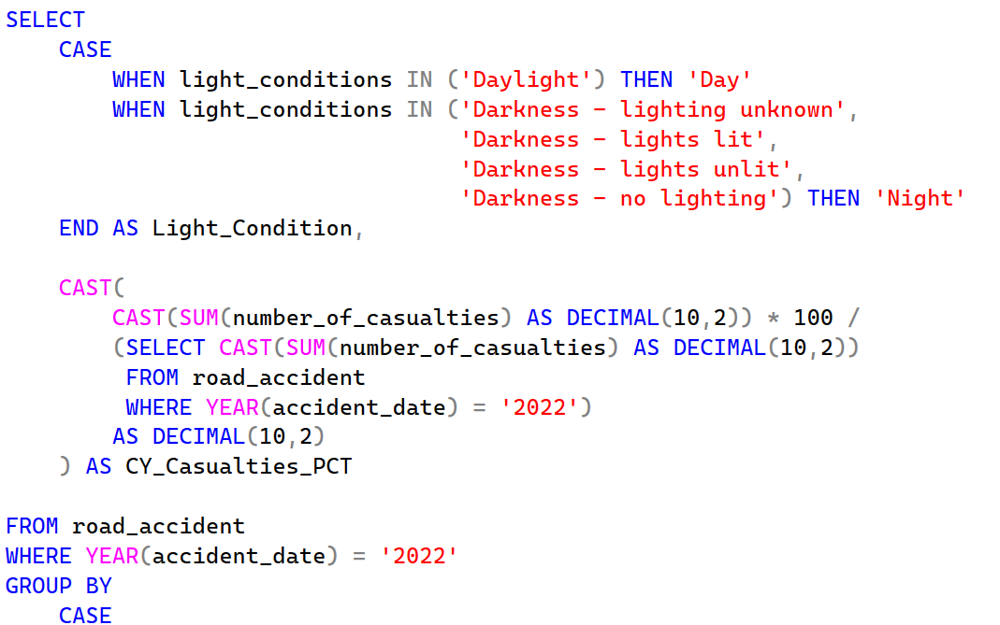 SELECT
    CASE
        WHEN light_conditions IN ('Daylight') THEN 'Day'
        WHEN light_conditions IN ('Darkness - lighting unknown',
                                  'Darkness - lights lit',
                                  'Darkness - lights unlit',
                                  'Darkness - no lighting') THEN 'Night'
    END AS Light_Condition,

    CAST(
        CAST(SUM(number_of_casualties) AS DECIMAL(10,2)) * 100 /
        (SELECT CAST(SUM(number_of_casualties) AS DECIMAL(10,2))
         FROM road_accident
         WHERE YEAR(accident_date) = '2022')
        AS DECIMAL(10,2)
    ) AS CY_Casualties_PCT

FROM road_accident
WHERE YEAR(accident_date) = '2022'
GROUP BY
    CASE